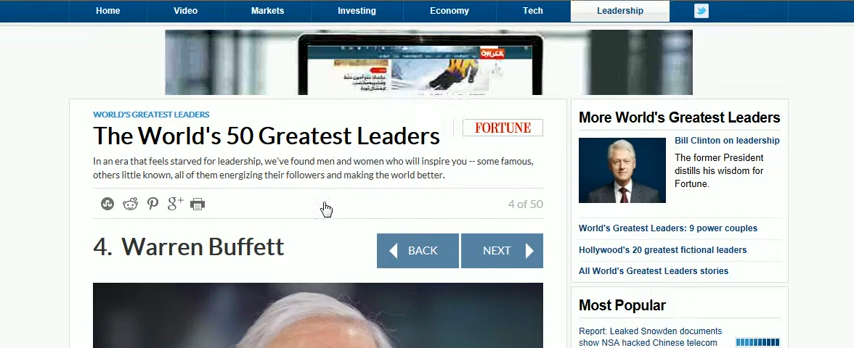 Home Video Markets Investing Economy Tech Leadership
WORLD'S GREATEST LEADERS
The World's 50 Greatest Leaders
FORTUNE
In an era that feels starved for leadership, we've found men and women who will inspire you -- some famous,
others little known, all of them energizing their followers and making the world better.
4 of 50
4. Warren Buffett
BACK
NEXT
More World's Greatest Leaders
Bill Clinton on leadership
The former President
distills his wisdom for
Fortune.
World's Greatest Leaders: 9 power couples
Hollywood's 20 greatest fictional leaders
All World's Greatest Leaders stories
Most Popular
Report: Leaked Snowden documents
show NSA hacked Chinese telecom